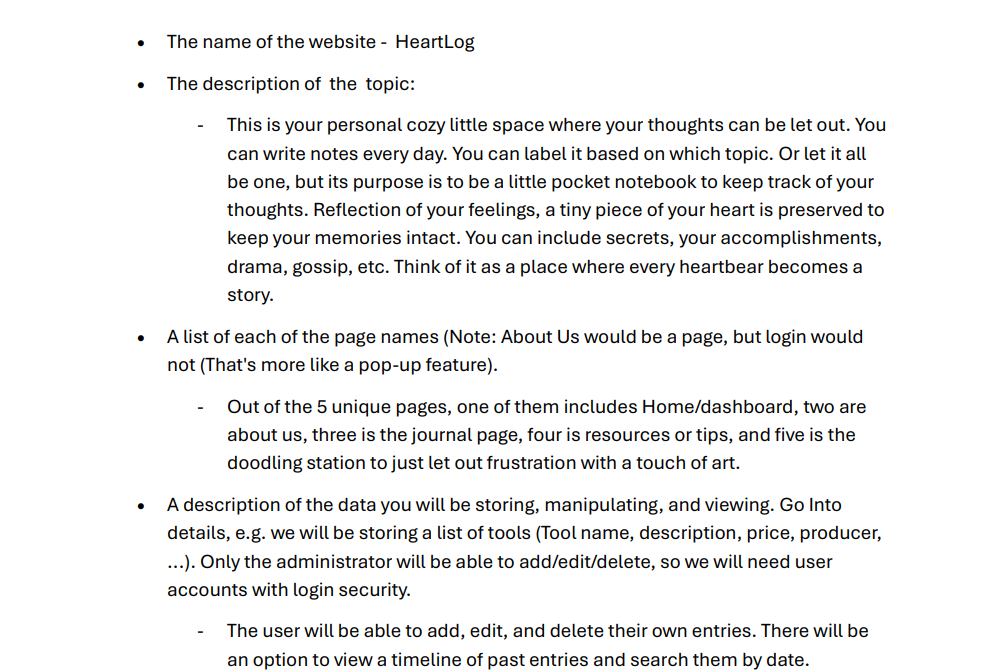 • The name of the website - HeartLog
• The description of the topic:
- This is your personal cozy little space where your thoughts can be let out. You
can write notes every day. You can label it based on which topic. Or let it all
be one, but its purpose is to be a little pocket notebook to keep track of your
thoughts. Reflection of your feelings, a tiny piece of your heart is preserved to
keep your memories intact. You can include secrets, your accomplishments,
drama, gossip, etc. Think of it as a place where every heartbear becomes a
story.
• A list of each of the page names (Note: About Us would be a page, but login would
not (That's more like a pop-up feature).
- Out of the 5 unique pages, one of them includes Home/dashboard, two are
about us, three is the journal page, four is resources or tips, and five is the
doodling station to just let out frustration with a touch of art.
• A description of the data you will be storing, manipulating, and viewing. Go Into
details, e.g. we will be storing a list of tools (Tool name, description, price, producer,
...). Only the administrator will be able to add/edit/delete, so we will need user
accounts with login security.
- The user will be able to add, edit, and delete their own entries. There will be
an option to view a timeline of past entries and search them by date.